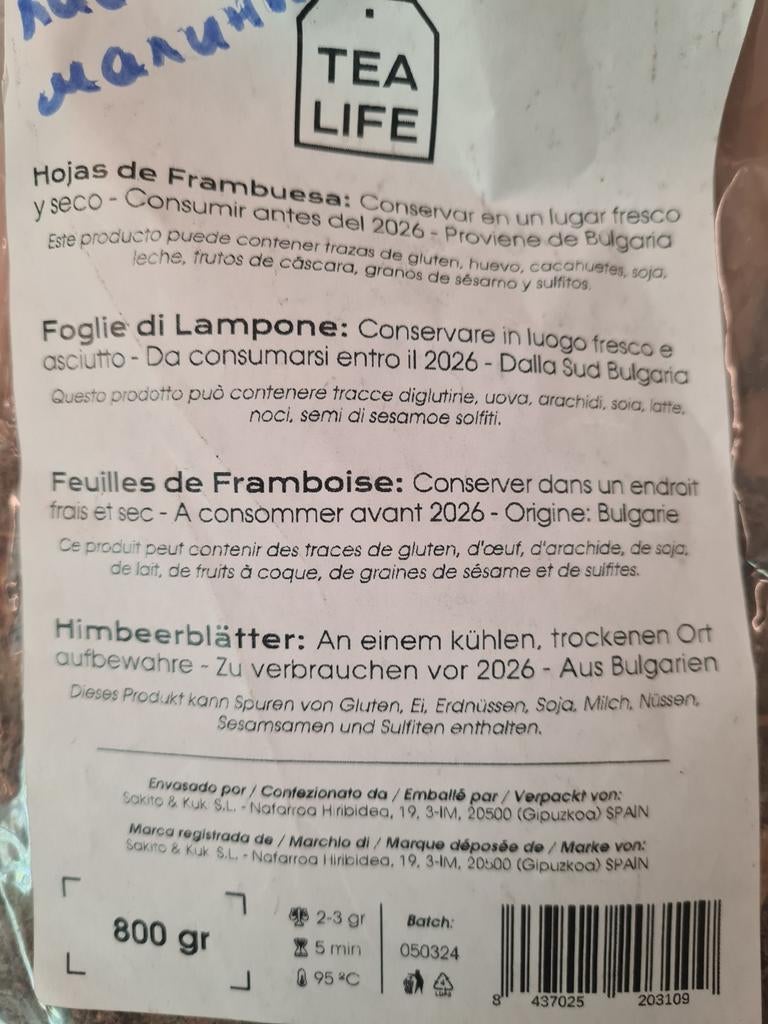 малины
TEA
LIFE
Hojas de Frambuesa: Conservar en un lugar fresco
y seco - Consumir antes del 2026 - Proviene de Bulgaria
Este producto puede contener trazas de gluten, huevo, cacahuetes, soja,
leche, frutos de cáscara, granos de sésamo y sulfitos.
Foglie di Lampone: Conservare in luogo fresco e
asciutto - Da consumarsi entro il 2026 - Dalla Sud Bulgaria
Questo prodotto può contenere tracce diglutine, uova, arachidi, soia, latte,
noci, semi di sesamoe solfiti.
Feuilles de Framboise: Conserver dans un endroit
frais et sec - A consommer avant 2026 - Origine: Bulgarie
Ce produit peut contenir des traces de gluten, d'œuf, d'arachide, de soja,
de lait, de fruits à coque, de graines de sésame et de sulfites.
Himbeerblätter: An einem kühlen, trockenen Ort
aufbewahre - Zu verbrauchen vor 2026 - Aus Bulgarien
Dieses Produkt kann Spuren von Gluten, Ei, Erdnüssen, Soja, Milch, Nüssen,
Sesamsamen und Sulfiten enthalten.
Envasado por / Confezionato da / Emballé par / Verpackt von:
Sakito & Kuk S.L. - Nafarroa Hiribidea, 19, 3-IM, 20500 (Gipuzkoa) SPAIN
Marca registrada de / Marchio di / Marque déposée de / Marke von:
Sakito & Kuk S.L. - Nafarroa Hiribidea, 19, 3-IM, 20500 (Gipuzkoa) SPAIN
800 gr
2-3 gr
5 min
95 ºC
Batch:
050324
8 437025 203109